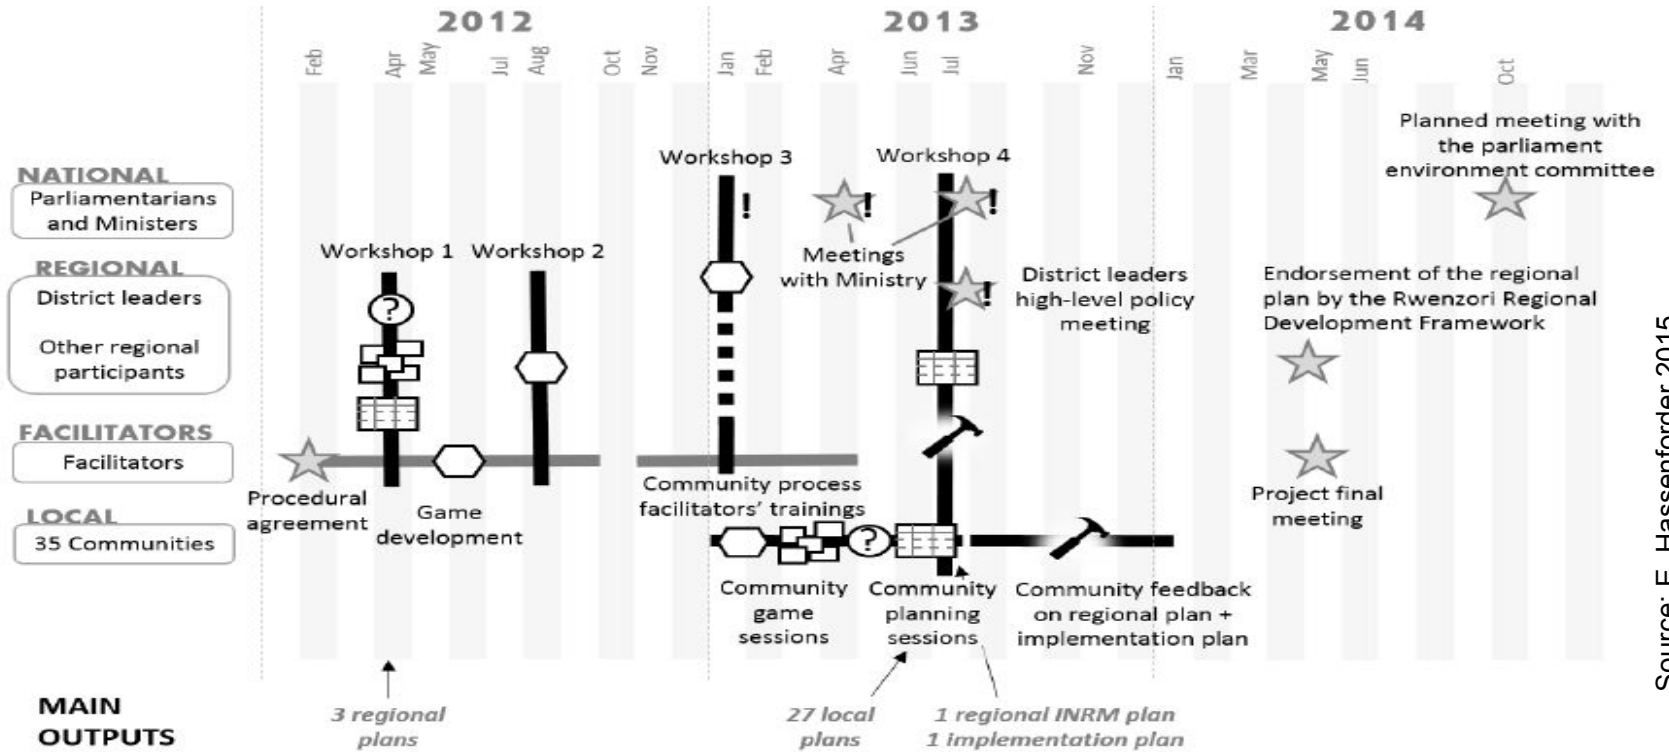 2012
2013
2014
Feb
Apr
May
Jul
Aug
Oct
Nov
Jan
Feb
Apr
Jun
Jul
Nov
Jan
Mar
May
Jun
Oct
Planned meeting with
the parliament
environment committee
Workshop 3
Workshop 4
NATIONAL
Parliamentarians
and Ministers
!
!
!
Workshop 1
Workshop 2
Meetings
with Ministry
!
District leaders
high-level policy
meeting
Endorsement of the regional
plan by the Rwenzori Regional
Development Framework
REGIONAL
District leaders
Other regional
participants
?
FACILITATORS
Facilitators
Procedural
agreement
Game
development
Community process
facilitators' trainings
Project final
meeting
LOCAL
35 Communities
?
Community
game
sessions
Community
planning
sessions
Community feedback
on regional plan +
implementation plan
MAIN
OUTPUTS
3 regional
plans
27 local
plans
1 regional INRM plan
1 implementation plan
Source: E. Hassenforder 2015